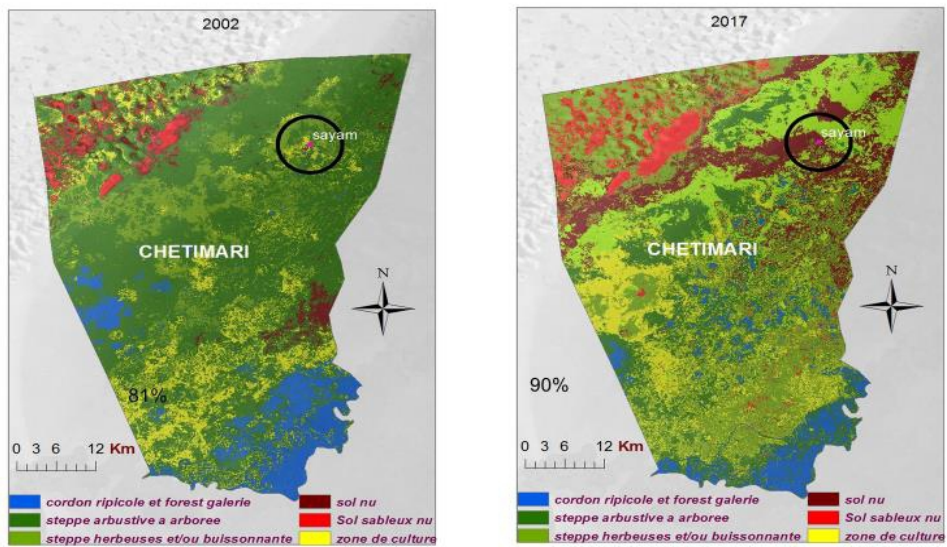 2002
sayam
CHETIMARI
N
81%
0 3 6 12 Km
cordon ripicole et forest galerie
sol nu
steppe arbustive a arboree
Sol sableux nu
steppe herbeuses et/ou buissonnante
zone de culture
2017
sayam
CHETIMARI
N
90%
0 3 6 12 Km
cordon ripicole et forest galerie
sol nu
steppe arbustive a arboree
Sol sableux nu
steppe herbeuses et/ou buissonnante
zone de culture